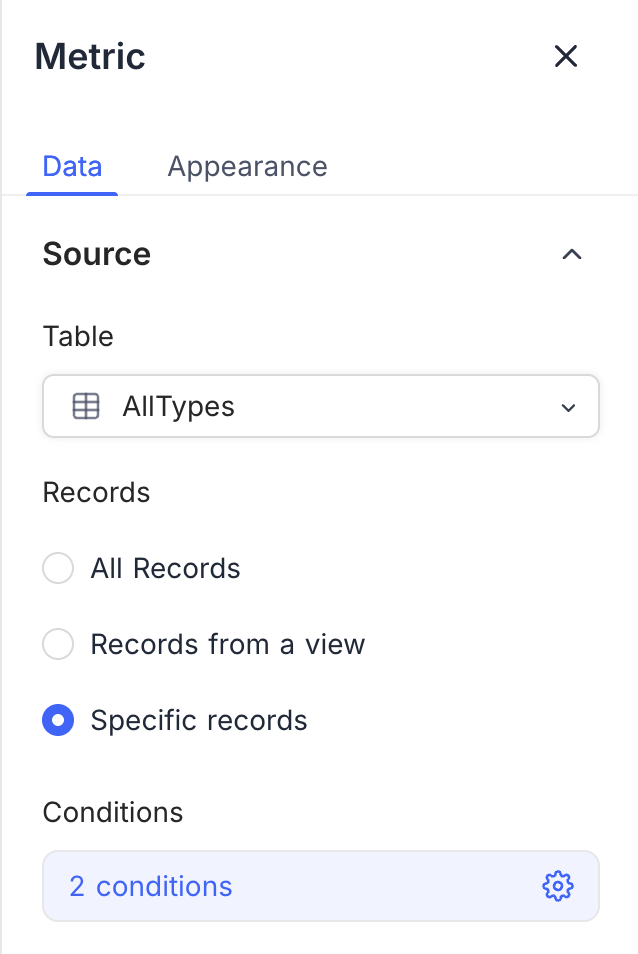 Metric
Data Appearance
Source
Table
AllTypes
Records
All Records
Records from a view
Specific records
Conditions
2 conditions